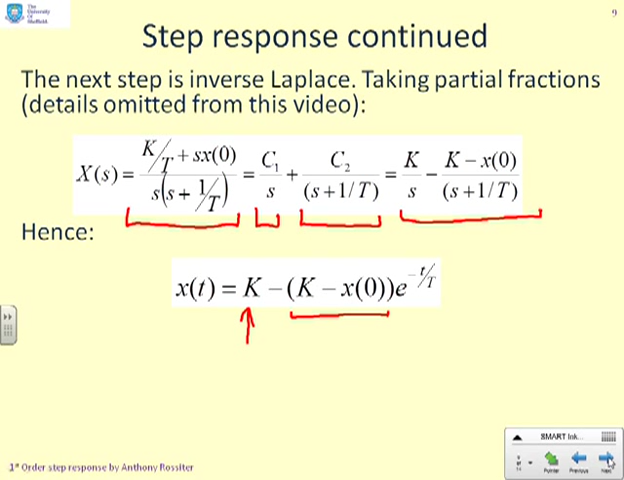 The University Of Sheffield
9
Step response continued
The next step is inverse Laplace. Taking partial fractions
(details omitted from this video):
X(s) = (K/T + sx(0)) / (s(s + 1/T)) = C₁/s + C₂/(s+1/T) = K/s − (K − x(0))/(s+1/T)
Hence:
x(t) = K − (K − x(0))e^(−t/T)
SMART Ink...
Pointer Previous Next
1st Order step response by Anthony Rossiter